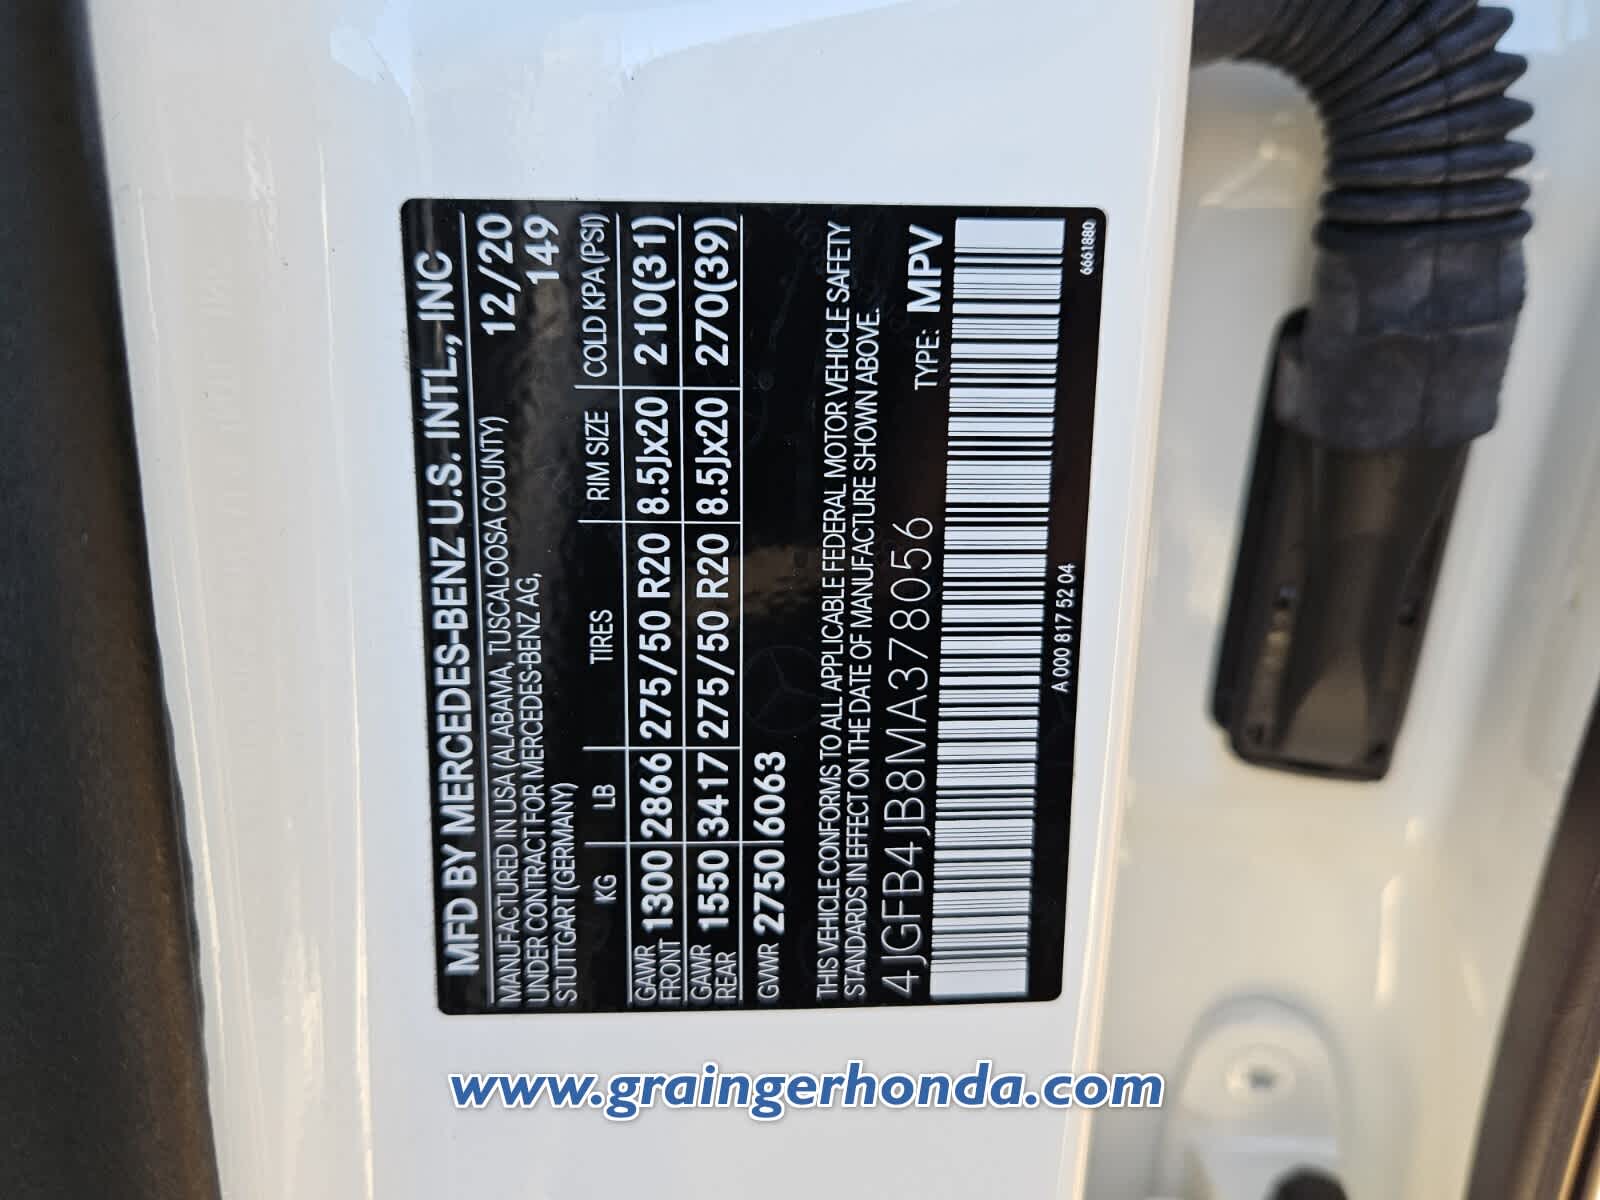 MFD BY MERCEDES-BENZ U.S. INTL., INC
MANUFACTURED IN USA (ALABAMA, TUSCALOOSA COUNTY) 12/20
UNDER CONTRACT FOR MERCEDES-BENZ AG, 149
STUTTGART (GERMANY)
KG LB TIRES RIM SIZE COLD KPA(PSI)
GAWR FRONT 1300 2866 275/50 R20 8.5Jx20 210(31)
GAWR REAR 1550 3417 275/50 R20 8.5Jx20 270(39)
GVWR 2750 6063
THIS VEHICLE CONFORMS TO ALL APPLICABLE FEDERAL MOTOR VEHICLE SAFETY
STANDARDS IN EFFECT ON THE DATE OF MANUFACTURE SHOWN ABOVE.
4JGFB4JB8MA378056 TYPE: MPV
A 000 817 52 04
6661880
www.graingerhonda.com